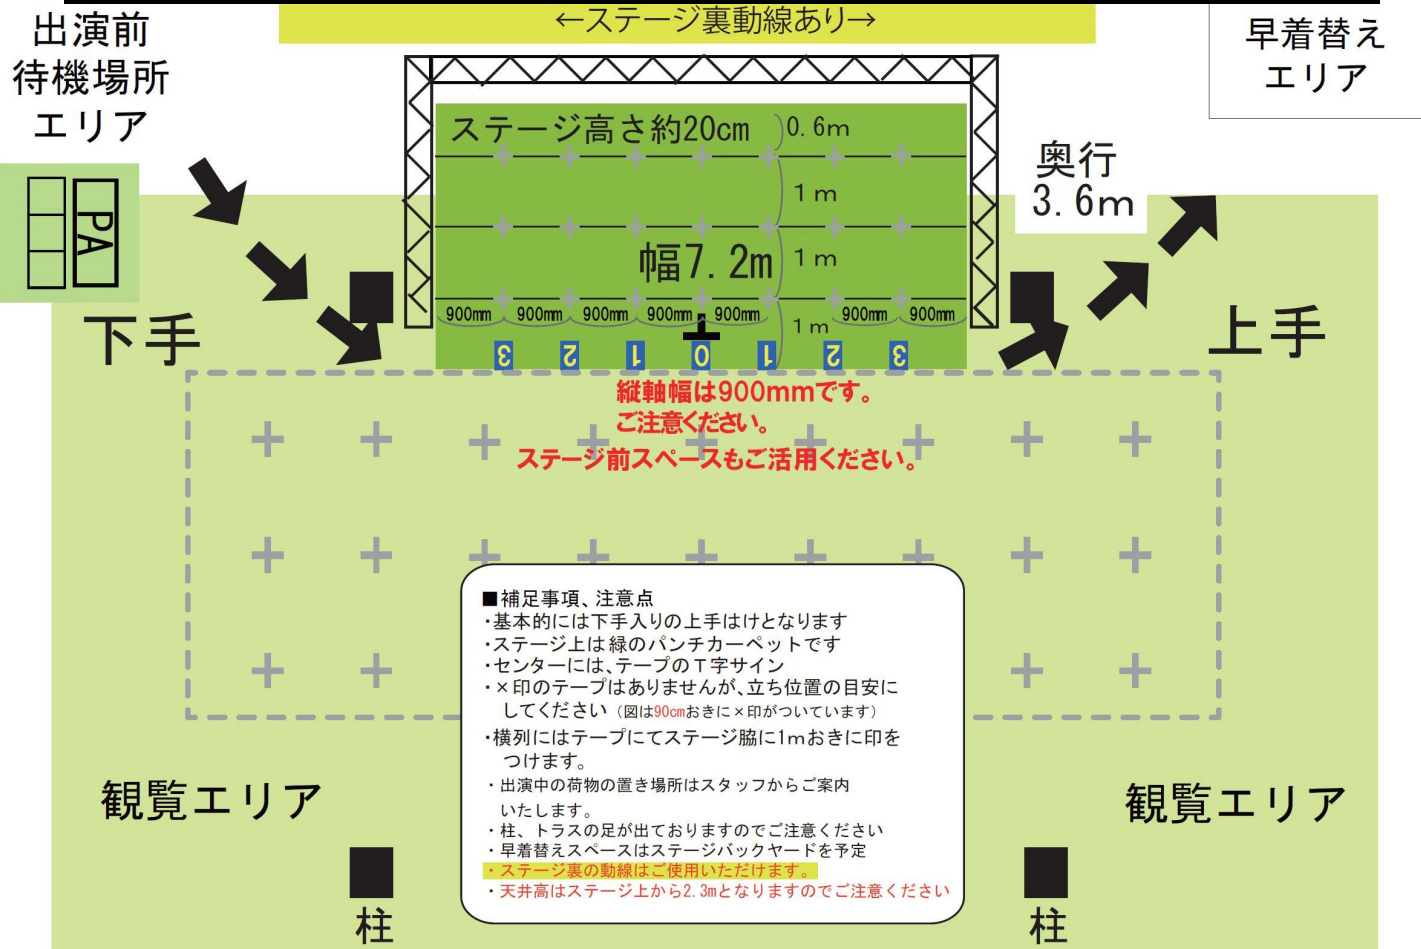 ←ステージ裏動線あり→
出演前
待機場所
エリア
早着替え
エリア
ステージ高さ約20cm
0.6m
1m
幅7.2m
1m
1m
奥行
3.6m
PA
下手
上手
900mm 900mm 900mm 900mm 900mm 900mm 900mm
3 2 1 0 1 2 3
縦軸幅は900mmです。
ご注意ください。
ステージ前スペースもご活用ください。
■補足事項、注意点
・基本的には下手入りの上手はけとなります
・ステージ上は緑のパンチカーペットです
・センターには、テープのT字サイン
・×印のテープはありませんが、立ち位置の目安に
してください（図は90cmおきに×印がついています）
・横列にはテープにてステージ脇に1mおきに印を
つけます。
・出演中の荷物の置き場所はスタッフからご案内
いたします。
・柱、トラスの足が出ておりますのでご注意ください
・早着替えスペースはステージバックヤードを予定
・ステージ裏の動線はご使用いただけます。
・天井高はステージ上から2.3mとなりますのでご注意ください
観覧エリア
観覧エリア
柱
柱